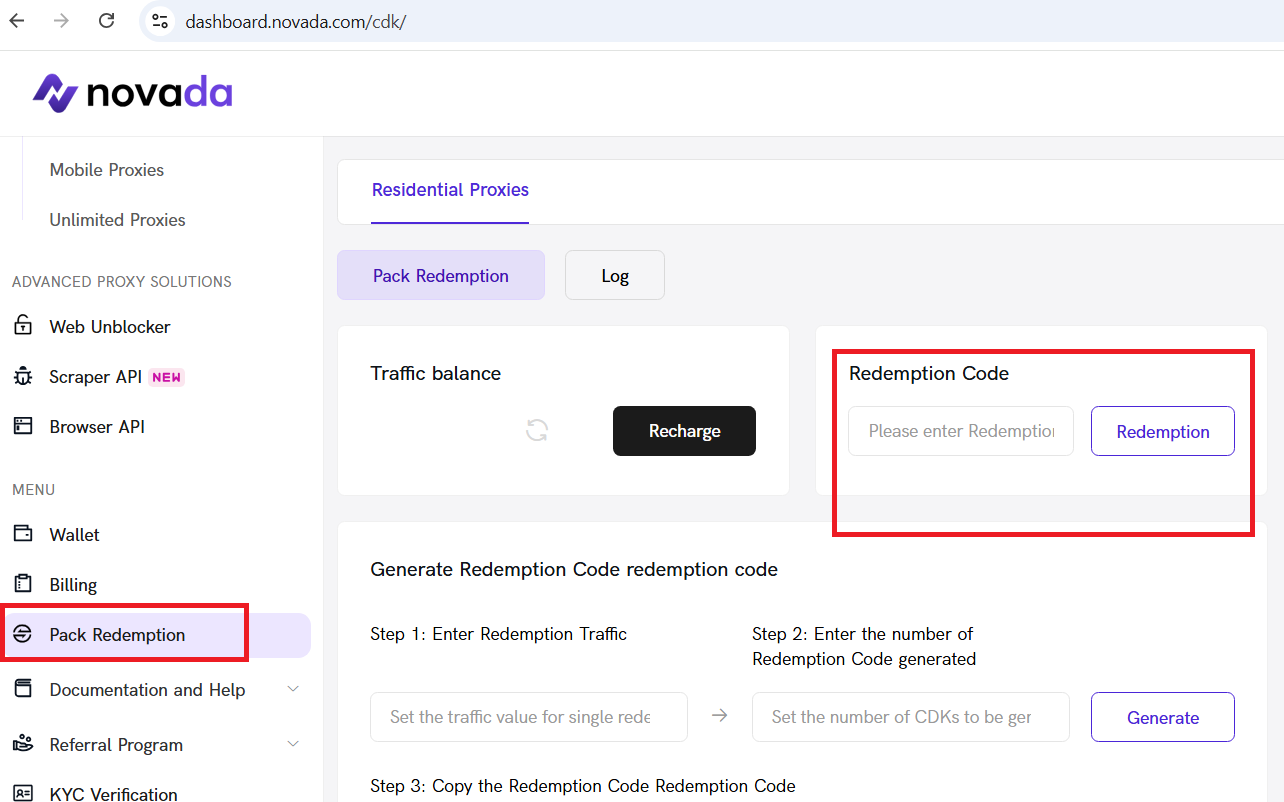 dashboard.novada.com/cdk/
novada
Mobile Proxies
Unlimited Proxies
ADVANCED PROXY SOLUTIONS
Web Unblocker
Scraper API NEW
Browser API
MENU
Wallet
Billing
Pack Redemption
Documentation and Help
Referral Program
KYC Verification
Residential Proxies
Pack Redemption
Log
Traffic balance
Recharge
Redemption Code
Please enter Redemption
Redemption
Generate Redemption Code redemption code
Step 1: Enter Redemption Traffic
Set the traffic value for single rede
Step 2: Enter the number of
Redemption Code generated
Set the number of CDKs to be ger
Generate
Step 3: Copy the Redemption Code Redemption Code